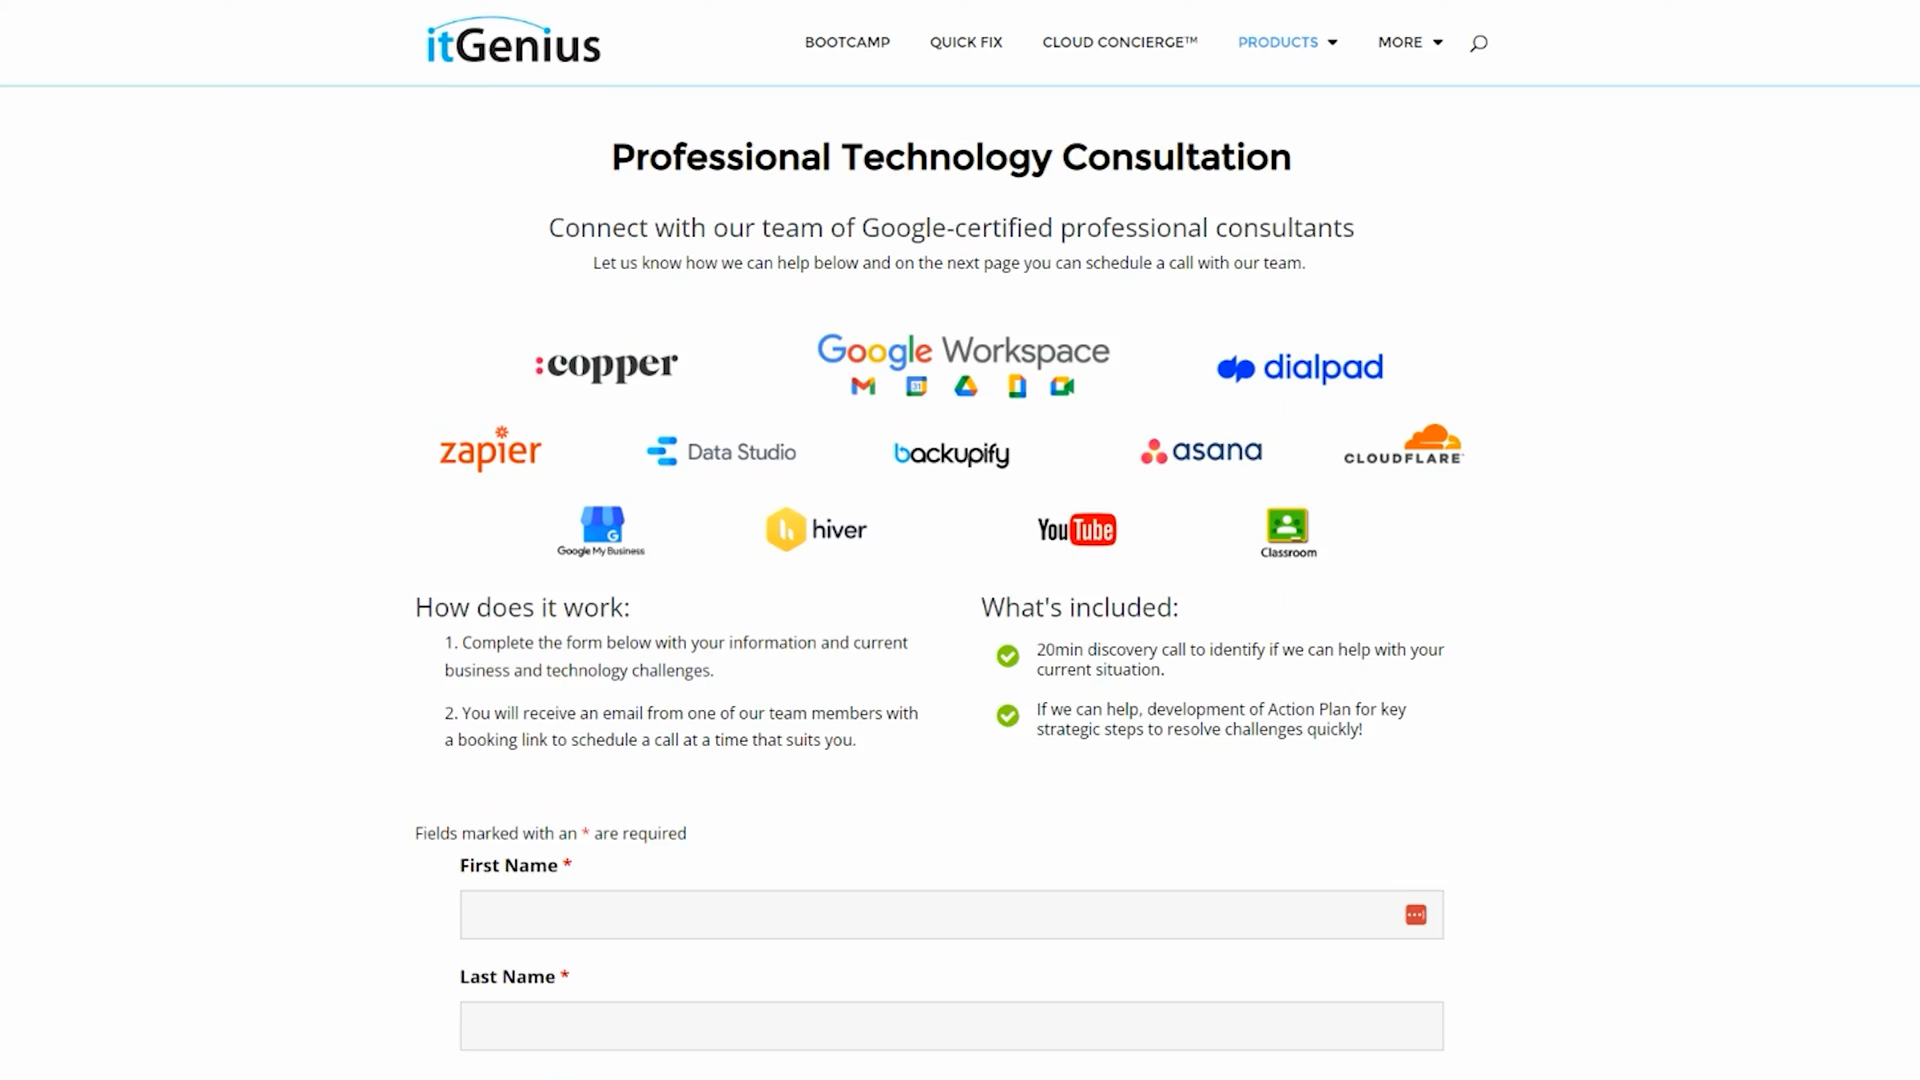 itGenius
BOOTCAMP
QUICK FIX
CLOUD CONCIERGE™
PRODUCTS
MORE
Professional Technology Consultation
Connect with our team of Google-certified professional consultants
Let us know how we can help below and on the next page you can schedule a call with our team.
:copper
Google Workspace
31
dialpad
zapier
Data Studio
backupify
asana
CLOUDFLARE
G
Google My Business
hiver
YouTube
Classroom
How does it work:
1. Complete the form below with your information and current
business and technology challenges.
2. You will receive an email from one of our team members with
a booking link to schedule a call at a time that suits you.
What's included:
20min discovery call to identify if we can help with your
current situation.
If we can help, development of Action Plan for key
strategic steps to resolve challenges quickly!
Fields marked with an * are required
First Name *
Last Name *